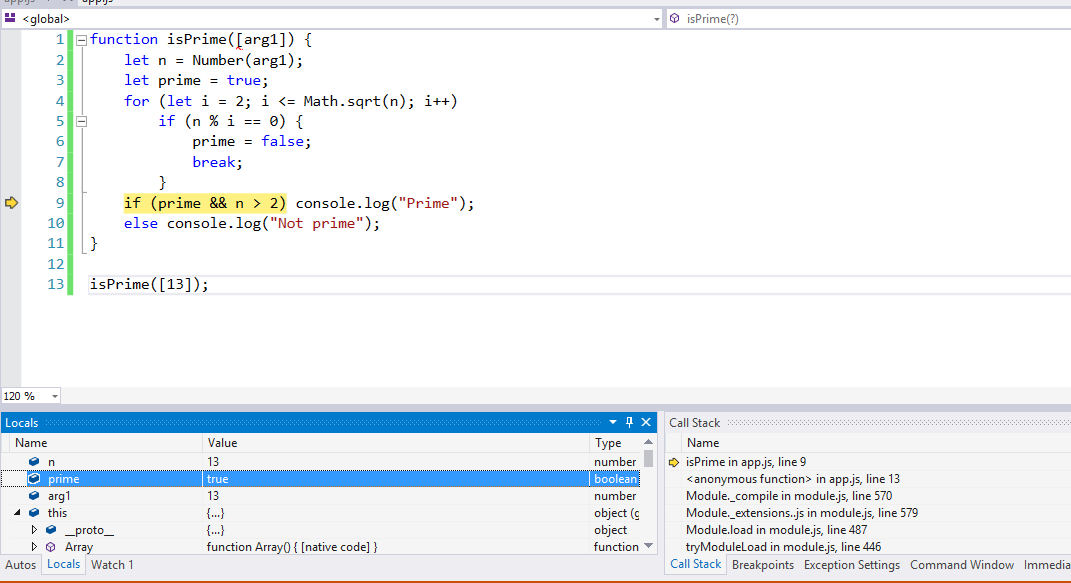 <global>
isPrime(?)
1 function isPrime([arg1]) {
2 let n = Number(arg1);
3 let prime = true;
4 for (let i = 2; i <= Math.sqrt(n); i++)
5 if (n % i == 0) {
6 prime = false;
7 break;
8 }
9 if (prime && n > 2) console.log("Prime");
10 else console.log("Not prime");
11 }
12
13 isPrime([13]);
120 %
Locals
Name Value Type
n 13 number
prime true boolean
arg1 13 number
this {...} object (g
__proto__ {...} object
Array function Array() { [native code] } function
Autos Locals Watch 1
Call Stack
Name
isPrime in app.js, line 9
<anonymous function> in app.js, line 13
Module._compile in module.js, line 570
Module._extensions..js in module.js, line 579
Module.load in module.js, line 487
tryModuleLoad in module.js, line 446
Call Stack Breakpoints Exception Settings Command Window Immedia